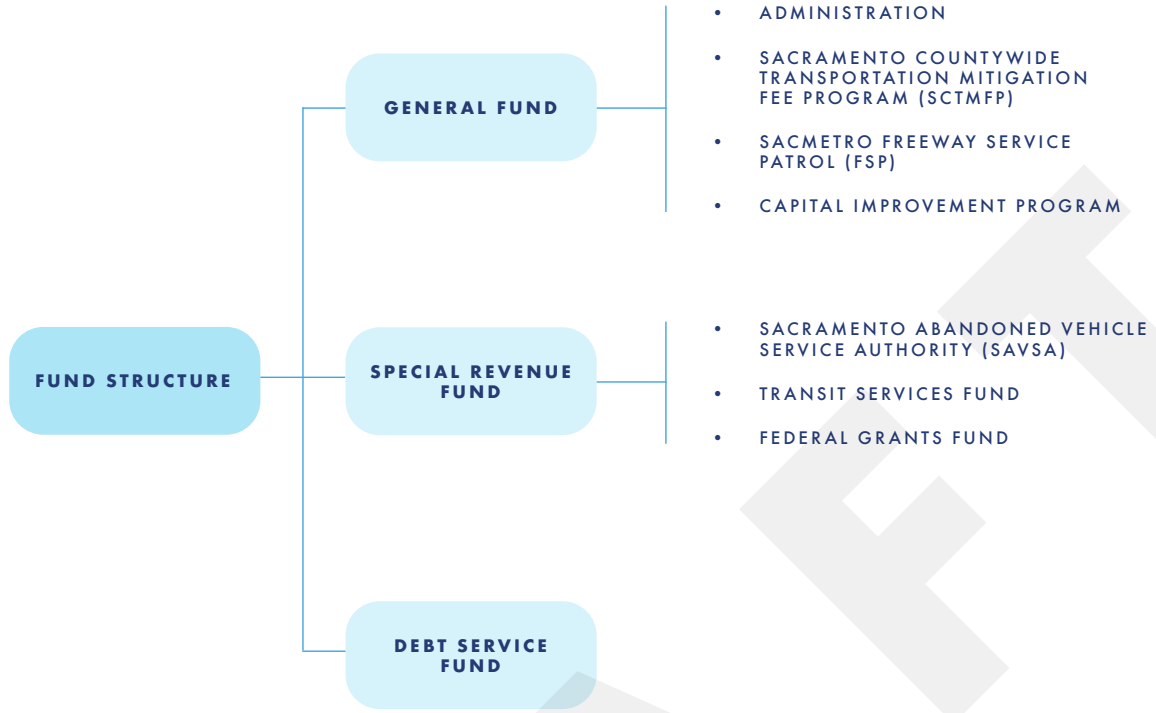 FUND STRUCTURE
GENERAL FUND
• ADMINISTRATION
• SACRAMENTO COUNTYWIDE
TRANSPORTATION MITIGATION
FEE PROGRAM (SCTMFP)
• SACMETRO FREEWAY SERVICE
PATROL (FSP)
• CAPITAL IMPROVEMENT PROGRAM
SPECIAL REVENUE
FUND
• SACRAMENTO ABANDONED VEHICLE
SERVICE AUTHORITY (SAVSA)
• TRANSIT SERVICES FUND
• FEDERAL GRANTS FUND
DEBT SERVICE
FUND